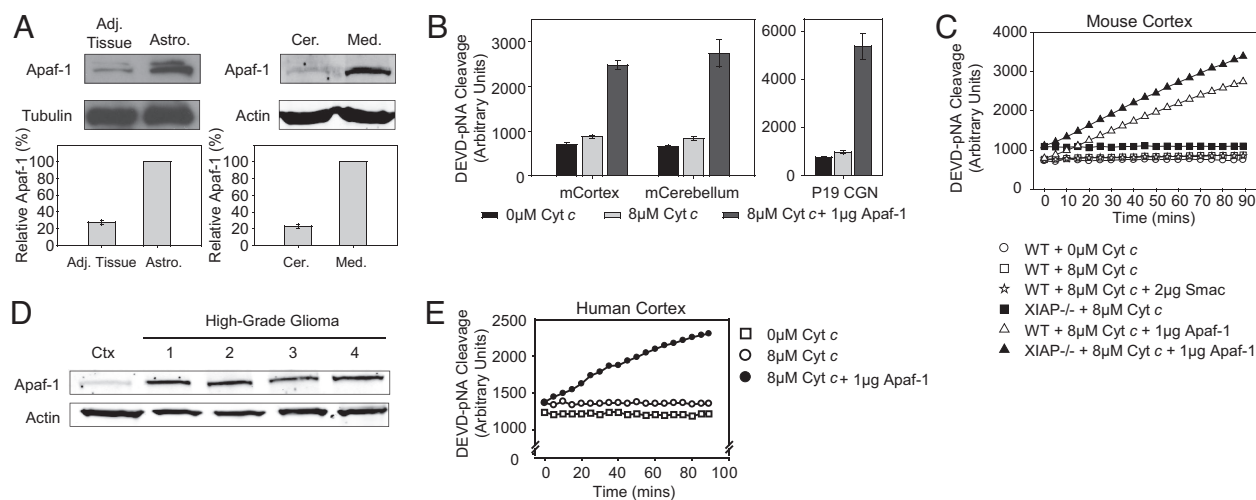 A
Adj.
Tissue Astro.
Apaf-1
Tubulin
Relative Apaf-1 (%)
100
80
60
40
20
0
Adj. Tissue Astro.
Cer. Med.
Apaf-1
Actin
Relative Apaf-1 (%)
100
80
60
40
20
0
Cer. Med.
B
DEVD-pNA Cleavage
(Arbitrary Units)
3000
2000
1000
0
mCortex mCerebellum
6000
4000
2000
0
P19 CGN
0µM Cyt c 8µM Cyt c 8µM Cyt c + 1µg Apaf-1
C
Mouse Cortex
DEVD-pNA Cleavage
(Arbitrary Units)
4000
3000
2000
1000
0
0 10 20 30 40 50 60 70 80 90
Time (mins)
WT + 0µM Cyt c
WT + 8µM Cyt c
WT + 8µM Cyt c + 2µg Smac
XIAP-/- + 8µM Cyt c
WT + 8µM Cyt c + 1µg Apaf-1
XIAP-/- + 8µM Cyt c + 1µg Apaf-1
D
High-Grade Glioma
Ctx 1 2 3 4
Apaf-1
Actin
E
Human Cortex
DEVD-pNA Cleavage
(Arbitrary Units)
2500
2000
1500
1000
0
0 20 40 60 80 100
Time (mins)
0µM Cyt c
8µM Cyt c
8µM Cyt c + 1µg Apaf-1